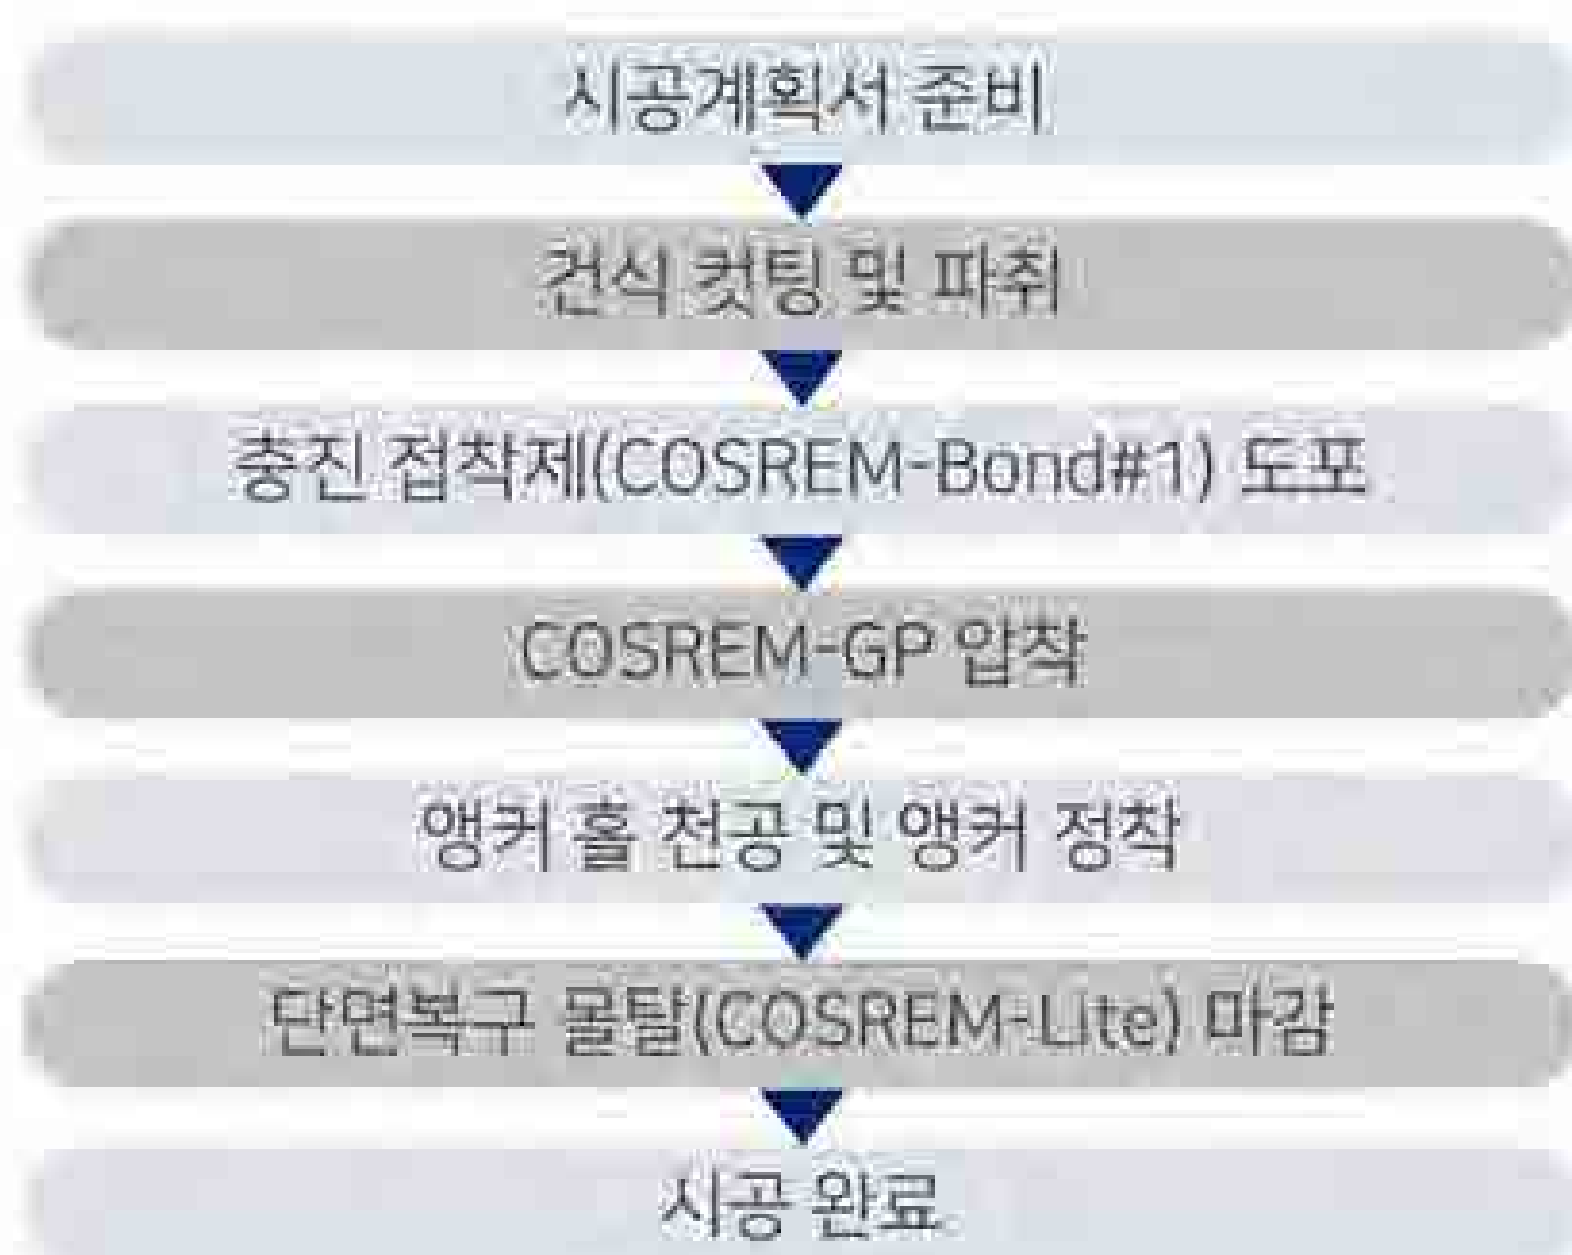 시공계획서 준비
건식 컷팅 및 파취
충진 접착제(COSREM-Bond#1) 도포
COSREM-GP 압착
앵커 홀 천공 및 앵커 정착
단면복구 몰탈(COSREM-Lite) 마감
시공 완료